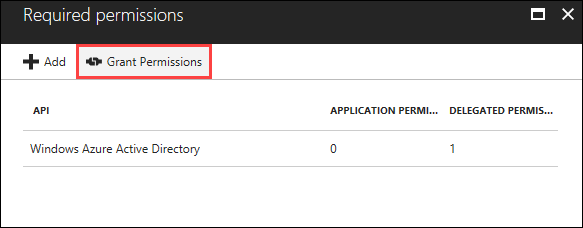 Required permissions
Add Grant Permissions
API APPLICATION PERMI... DELEGATED PERMIS...
Windows Azure Active Directory 0 1